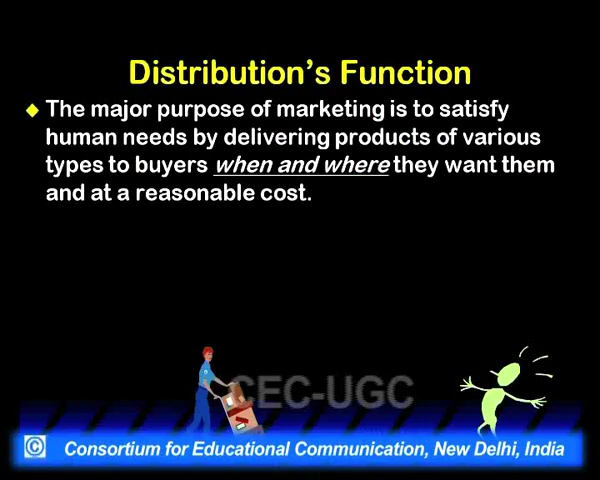 Distribution's Function
◆ The major purpose of marketing is to satisfy
human needs by delivering products of various
types to buyers when and where they want them
and at a reasonable cost.
CEC-UGC
© Consortium for Educational Communication, New Delhi, India